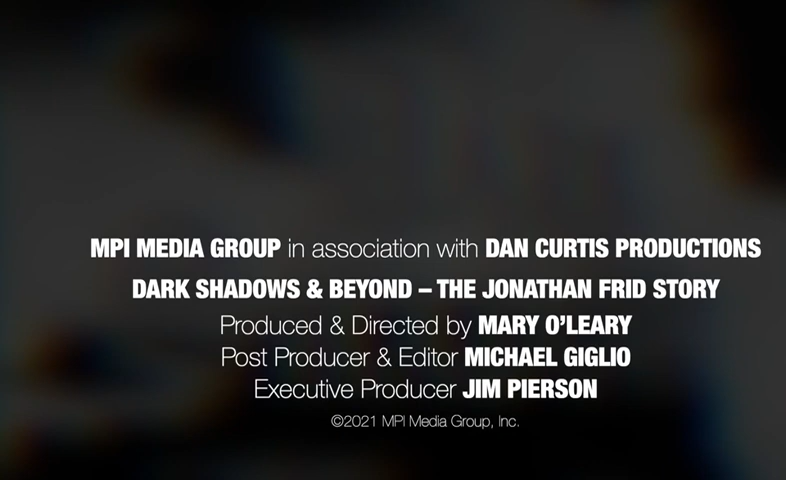 MPI MEDIA GROUP in association with DAN CURTIS PRODUCTIONS
DARK SHADOWS & BEYOND – THE JONATHAN FRID STORY
Produced & Directed by MARY O’LEARY
Post Producer & Editor MICHAEL GIGLIO
Executive Producer JIM PIERSON
©2021 MPI Media Group, Inc.